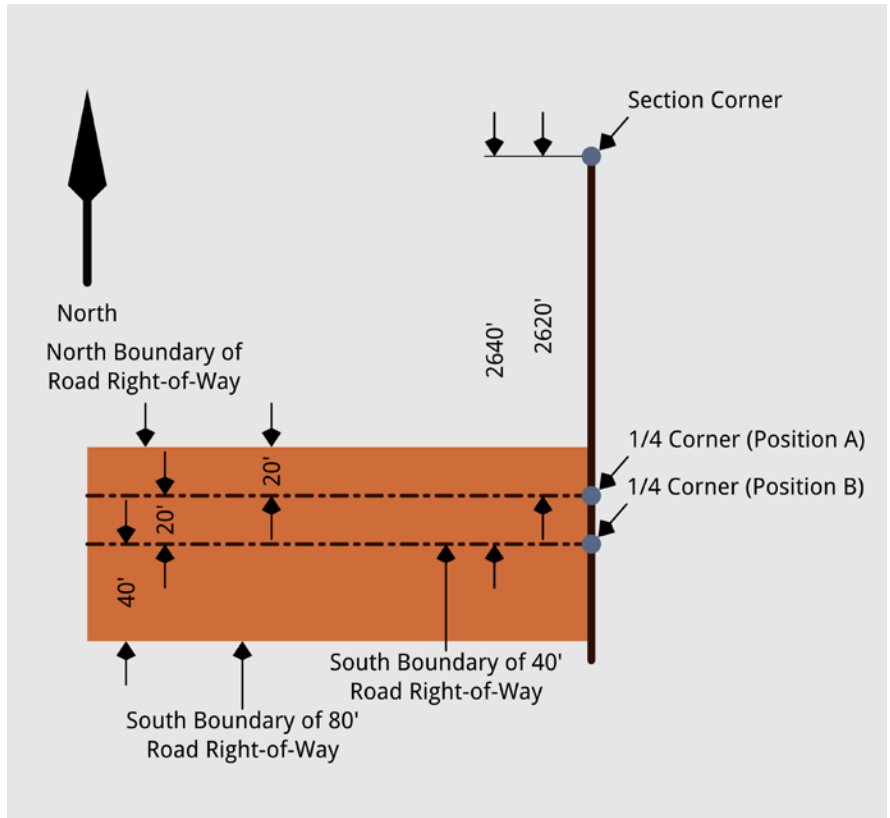 Section Corner
2640'
2620'
North
North Boundary of
Road Right-of-Way
1/4 Corner (Position A)
20'
1/4 Corner (Position B)
20'
40'
South Boundary of 40'
Road Right-of-Way
South Boundary of 80'
Road Right-of-Way